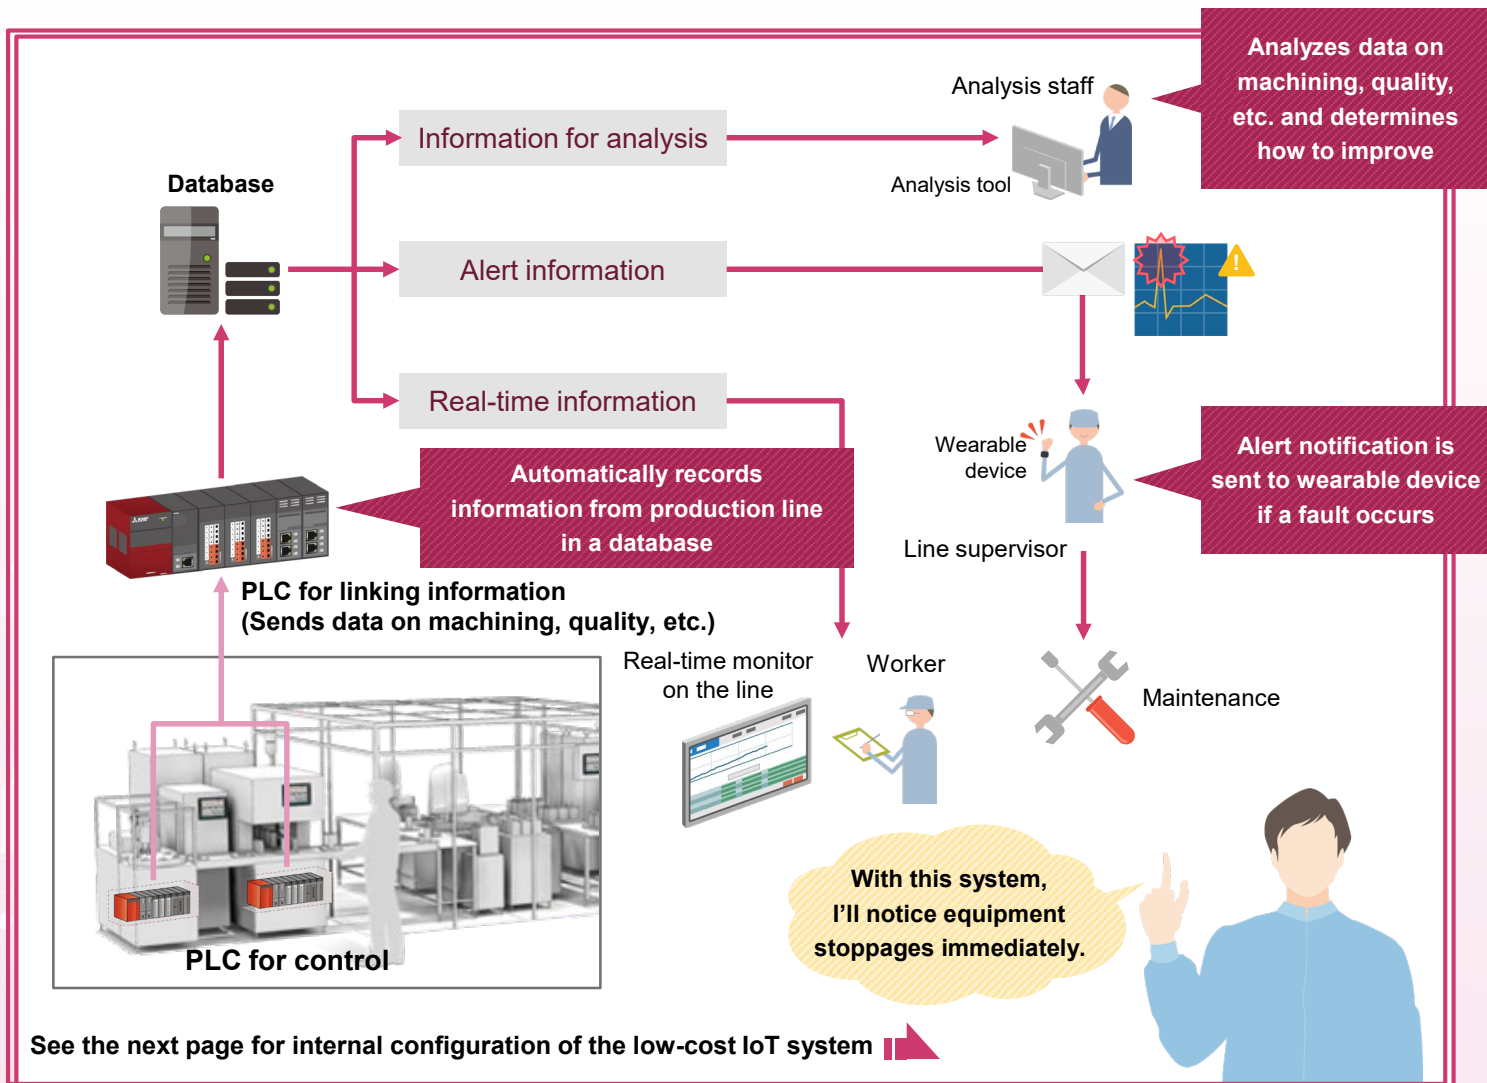 Analyzes data on
machining, quality,
etc. and determines
how to improve
Analysis staff
Information for analysis
Analysis tool
Database
Alert information
Real-time information
Automatically records
information from production line
in a database
Wearable
device
Alert notification is
sent to wearable device
if a fault occurs
Line supervisor
PLC for linking information
(Sends data on machining, quality, etc.)
Real-time monitor
on the line
Worker
Maintenance
With this system,
I’ll notice equipment
stoppages immediately.
PLC for control
See the next page for internal configuration of the low-cost IoT system